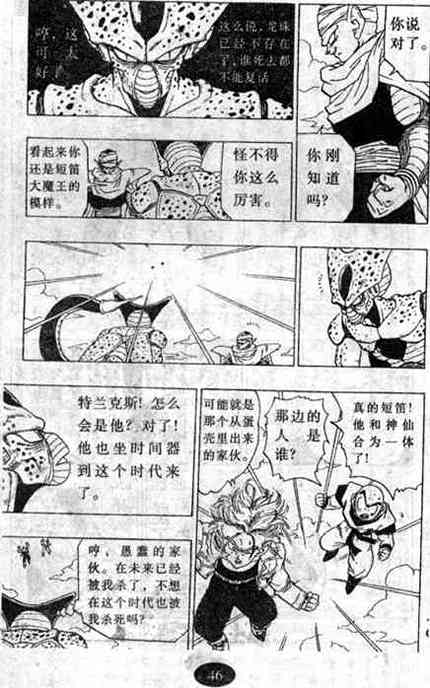 你说
对了。
你刚
知道
吗？
这么说，龙珠
已经不存在
了，谁死去都
不能复活
哼，这
可太
好
怪不得
你这么
厉害。
看起来你
还是短笛
大魔王的
模样。
真的短笛！
他和神仙
合为一体
了！
那边的
人是
谁？
可能就是
那个从蛋
壳里出来
的家伙。
特兰克斯！怎么
会是他？对了！
他也坐时间器
到这个时代来
了。
哼，愚蠢的家
伙。在未来已经
被我杀了，不想
在这个时代也被
我杀死吗？
46